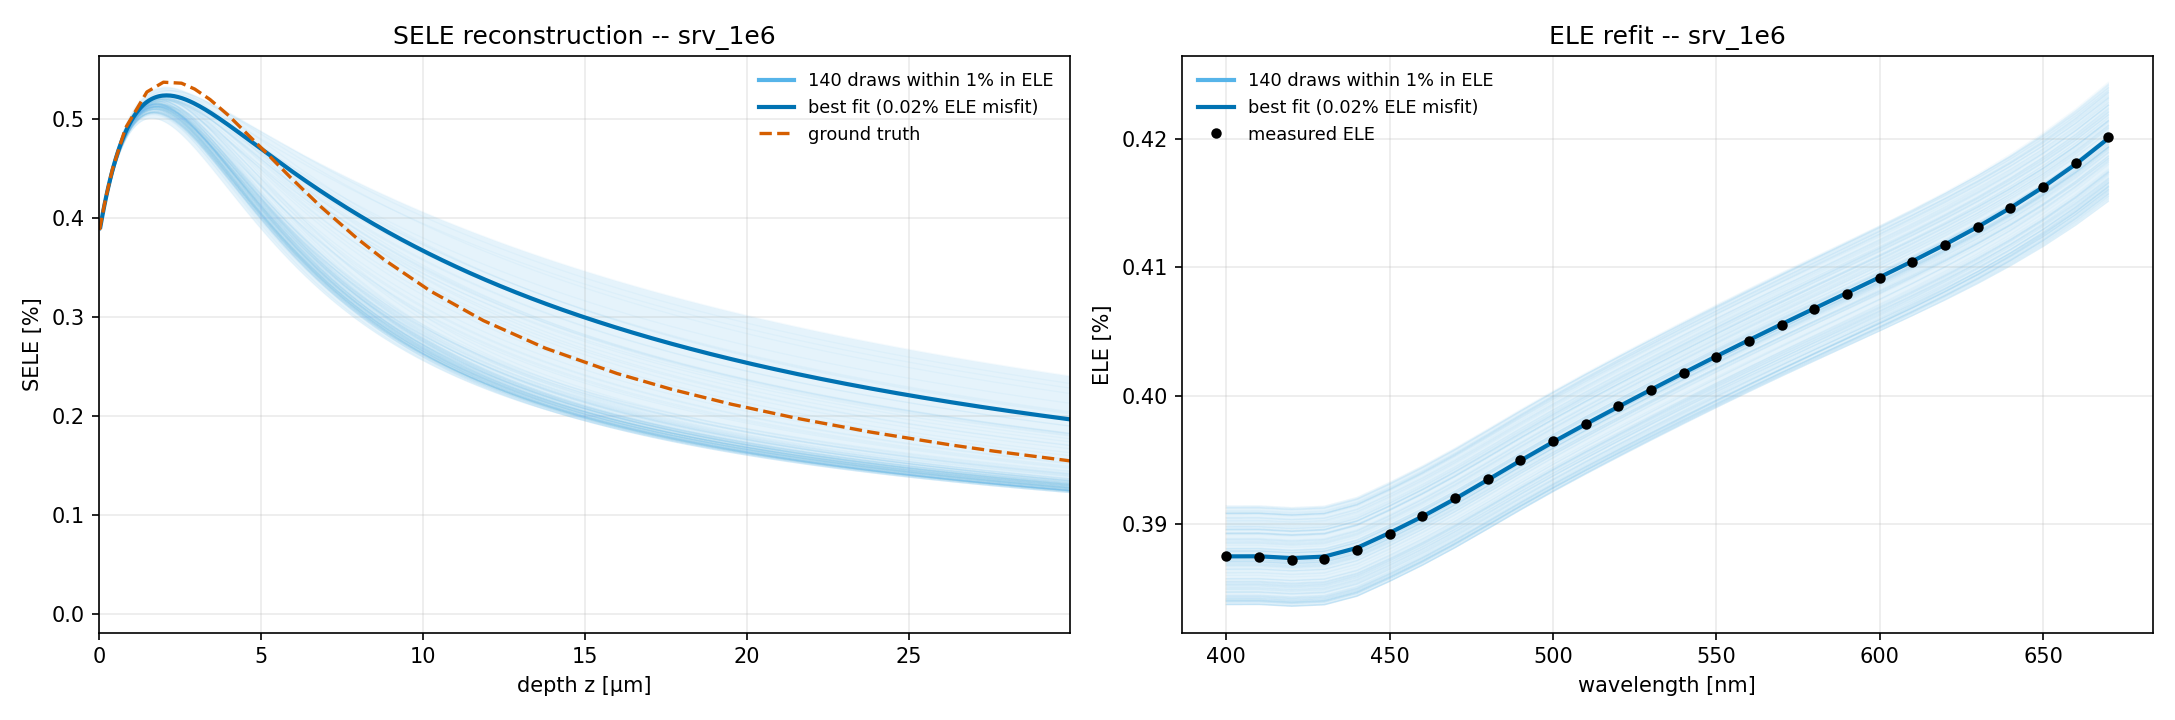 SELE reconstruction -- srv_1e6
140 draws within 1% in ELE
best fit (0.02% ELE misfit)
ground truth
SELE [%]
0.5
0.4
0.3
0.2
0.1
0.0
0
5
10
15
20
25
depth z [µm]
ELE refit -- srv_1e6
140 draws within 1% in ELE
best fit (0.02% ELE misfit)
measured ELE
ELE [%]
0.42
0.41
0.40
0.39
400
450
500
550
600
650
wavelength [nm]